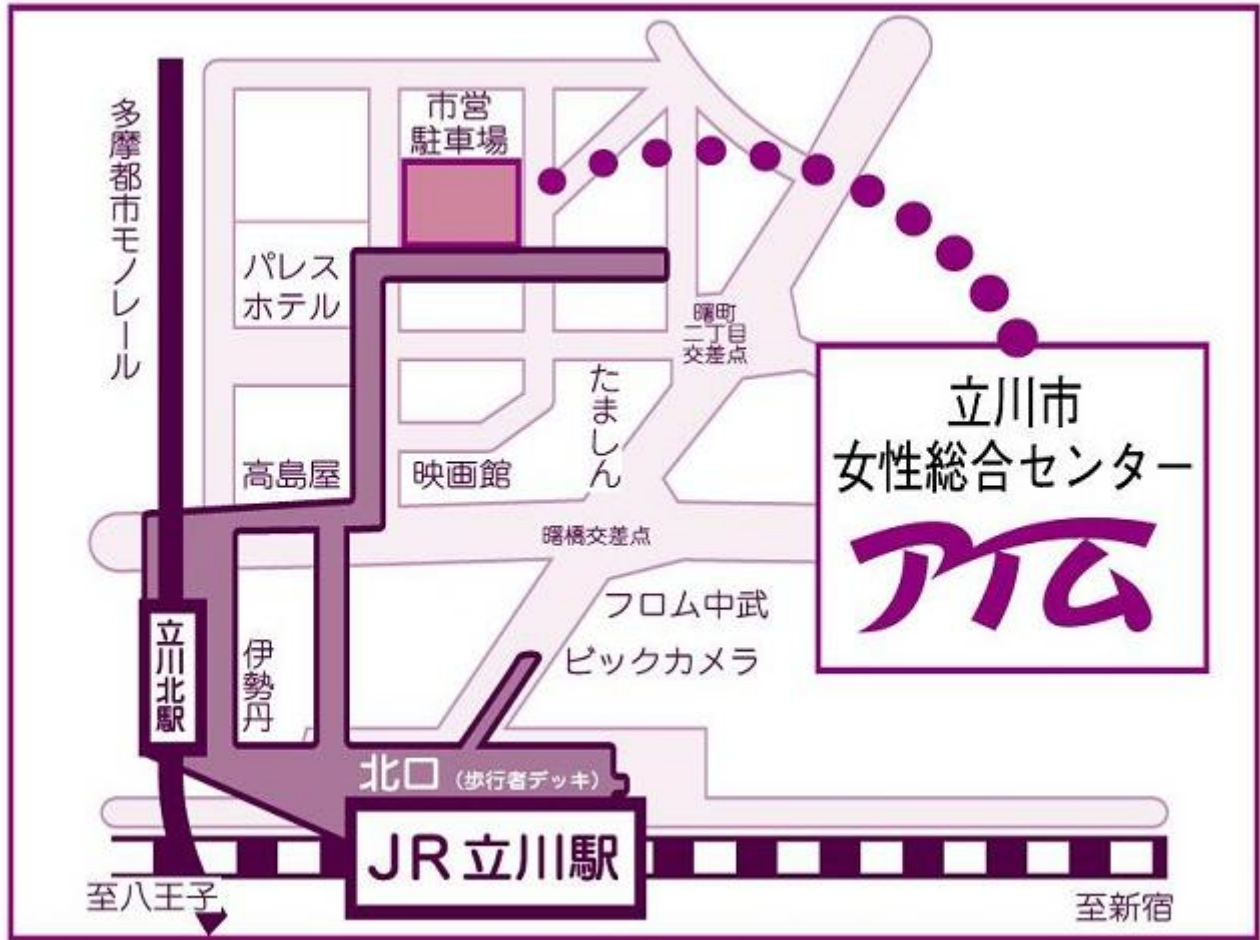 市営
駐車場
多摩都市モノレール
パレス
ホテル
曙町
二丁目
交差点
立川市
女性総合センター
アイム
たましん
高島屋
映画館
曙橋交差点
フロム中武
ビックカメラ
立川北駅
伊勢丹
北口(歩行者デッキ)
JR立川駅
至八王子
至新宿